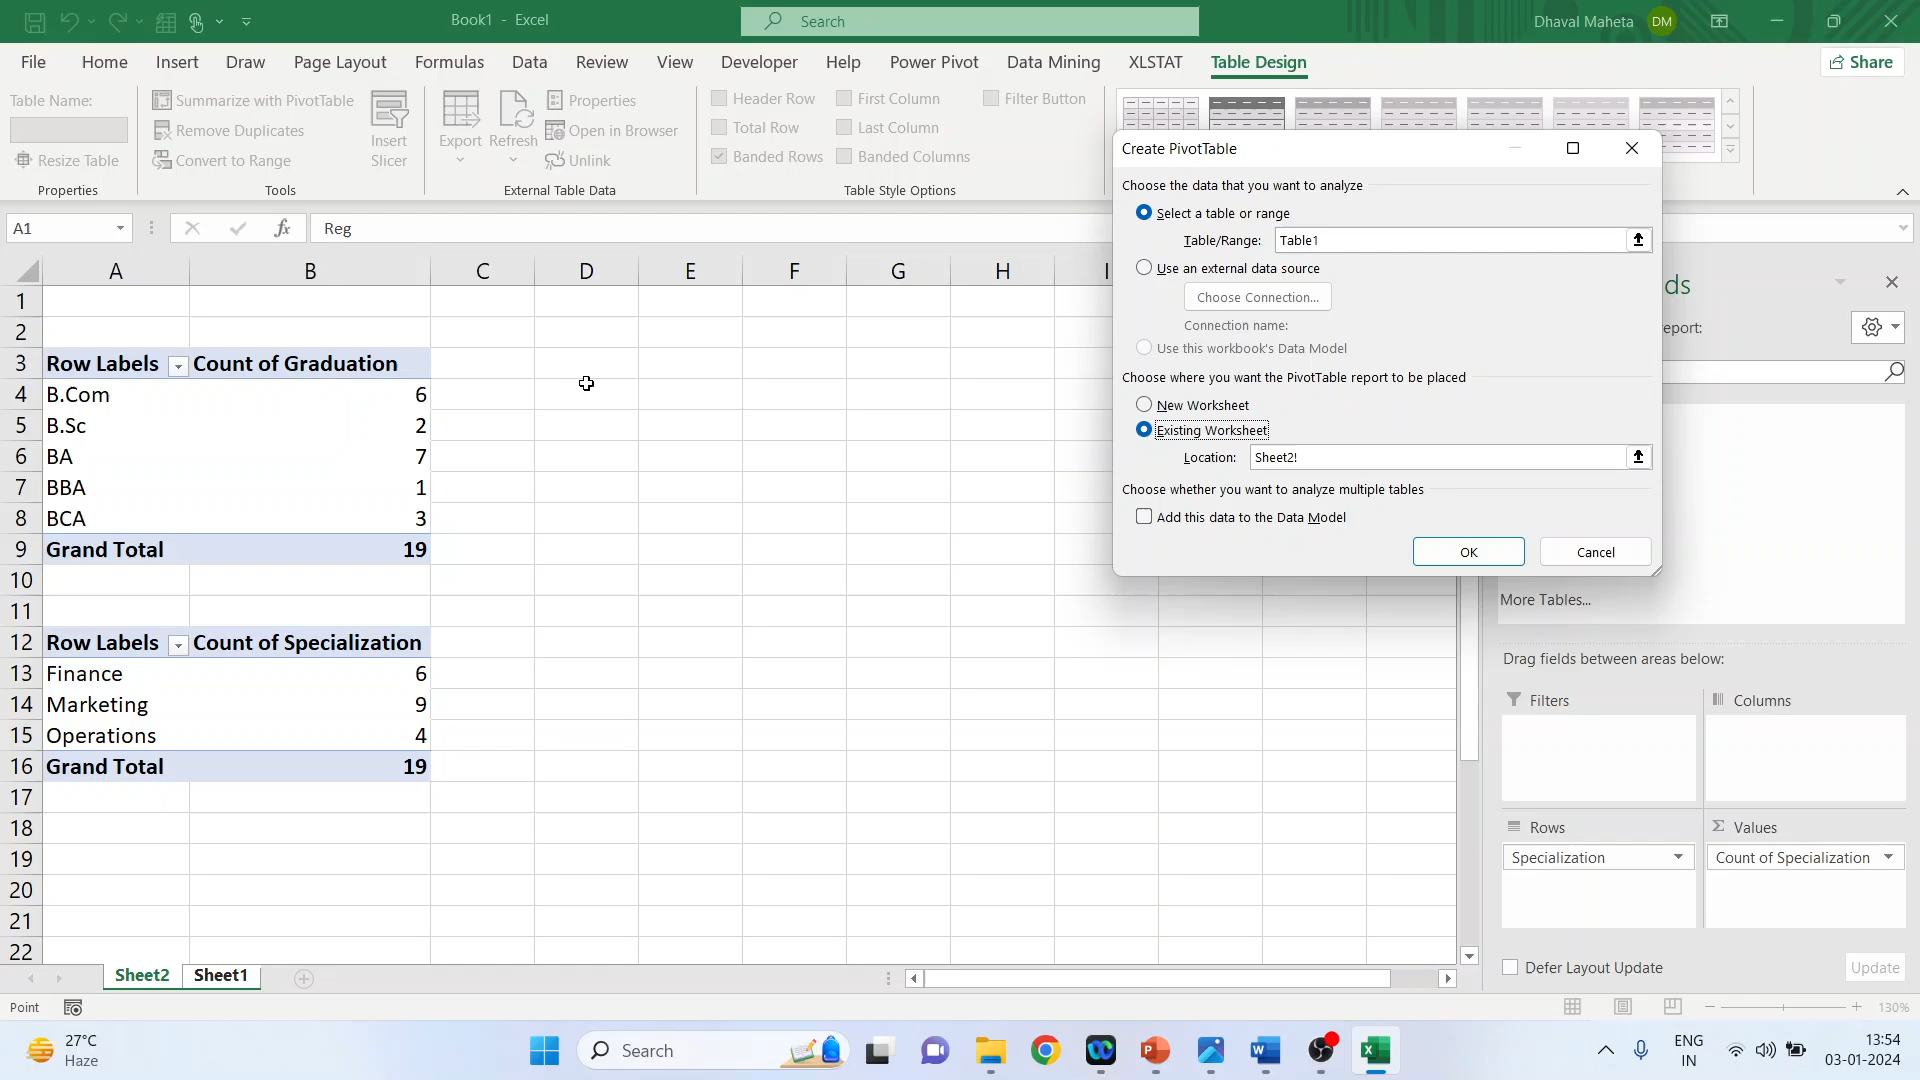 Book1 - Excel
Search
Dhaval Maheta
DM
File Home Insert Draw Page Layout Formulas Data Review View Developer Help Power Pivot Data Mining XLSTAT Table Design
Share
Table Name:
Resize Table
Properties
Summarize with PivotTable
Remove Duplicates
Convert to Range
Insert Slicer
Tools
Export
Refresh
Properties
Open in Browser
Unlink
External Table Data
Header Row
Total Row
Banded Rows
First Column
Last Column
Banded Columns
Filter Button
Table Style Options
A1
fx
Reg
A B C D E F G H I
1
2
3 Row Labels Count of Graduation
4 B.Com 6
5 B.Sc 2
6 BA 7
7 BBA 1
8 BCA 3
9 Grand Total 19
10
11
12 Row Labels Count of Specialization
13 Finance 6
14 Marketing 9
15 Operations 4
16 Grand Total 19
17
18
19
20
21
22
Create PivotTable
Choose the data that you want to analyze
Select a table or range
Table/Range: Table1
Use an external data source
Choose Connection...
Connection name:
Use this workbook's Data Model
Choose where you want the PivotTable report to be placed
New Worksheet
Existing Worksheet
Location: Sheet2!
Choose whether you want to analyze multiple tables
Add this data to the Data Model
OK
Cancel
ds
eport:
More Tables...
Drag fields between areas below:
Filters
Columns
Rows
Values
Specialization
Count of Specialization
Defer Layout Update
Update
Sheet2
Sheet1
Point
130%
27°C
Haze
Search
ENG
IN
13:54
03-01-2024